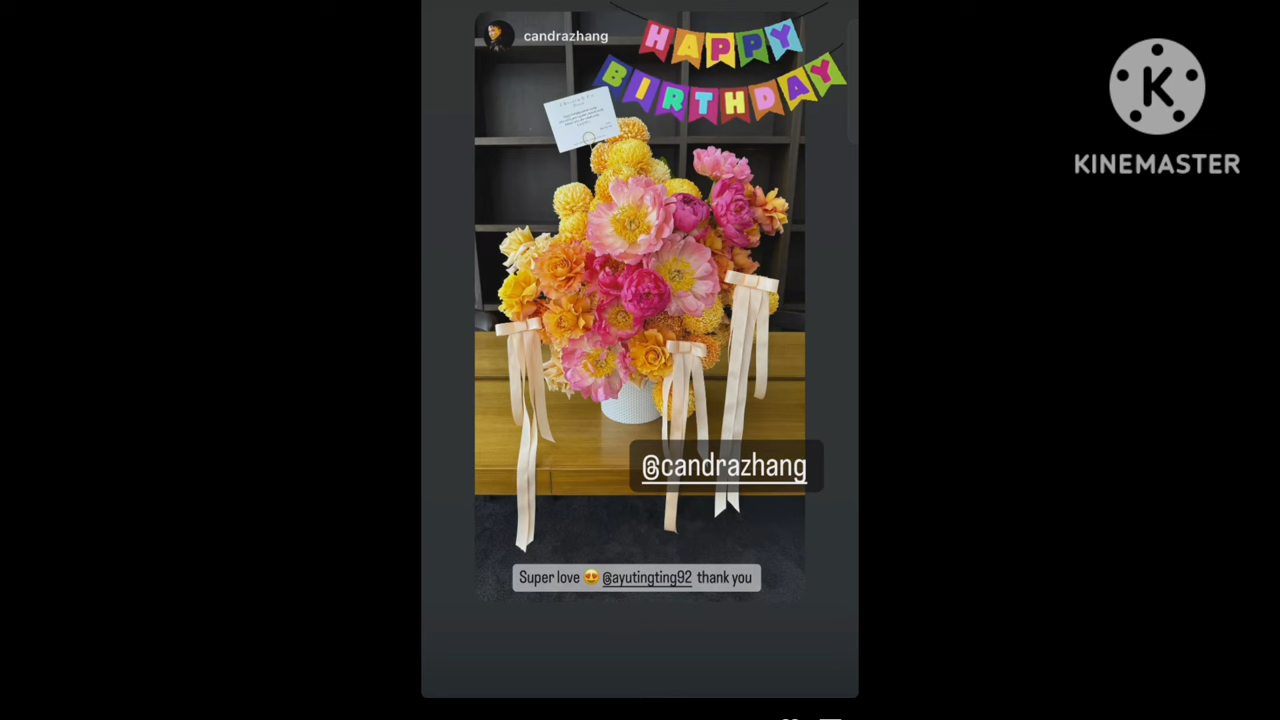 candrazhang
HAPPY
BIRTHDAY
KINEMASTER
@candrazhang
Super love 😍 @ayutingting92 thank you